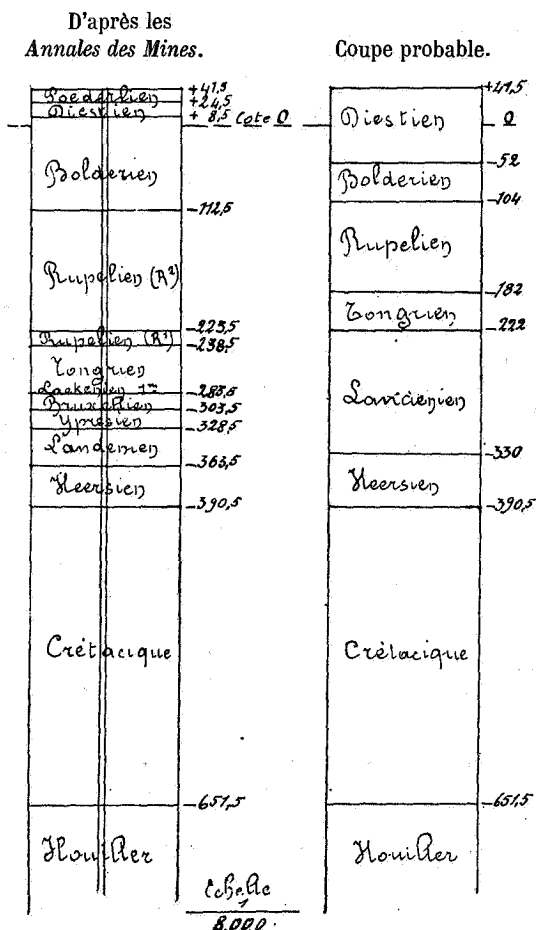 D'après les
Annales des Mines.
+41,5
Poederlien
+24,5
Diestien
+ 8,5 Cote 0
Bolderien
-112,5
Rupelien (R²)
-223,5
Rupelien (R¹)
-238,5
Tongrien
Laekenien 1ᵐ
-283,5
Bruxellien
-303,5
Ypresien
-328,5
Landenien
-363,5
Heersien
-390,5
Crétacique
-651,5
Houiller
Echelle
1
8.000
Coupe probable.
+41,5
Diestien
0
-52
Bolderien
-104
Rupelien
-182
Tongrien
-222
Landenien
-330
Heersien
-390,5
Crétacique
-651,5
Houiller